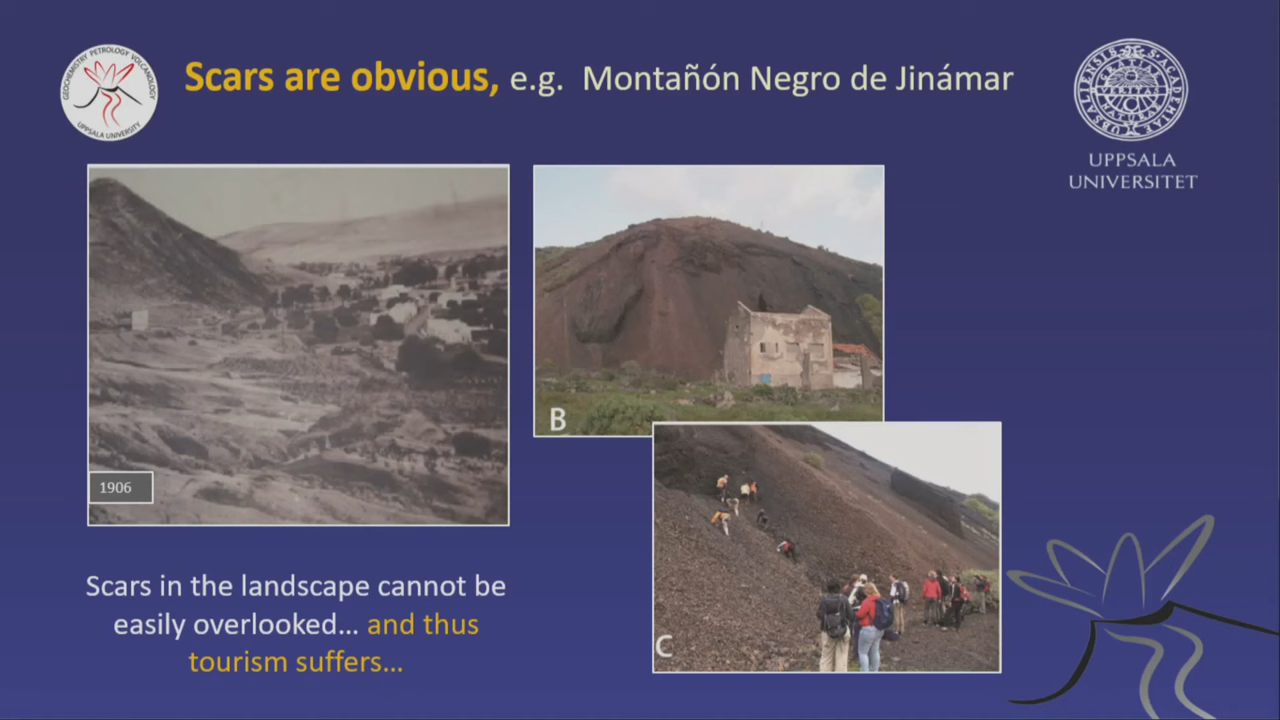 Scars are obvious, e.g. Montañón Negro de Jinámar
GEOCHEMISTRY PETROLOGY VOLCANOLOGY
UPPSALA UNIVERSITY
UPPSALA
UNIVERSITET
1906
B
C
Scars in the landscape cannot be
easily overlooked... and thus
tourism suffers...